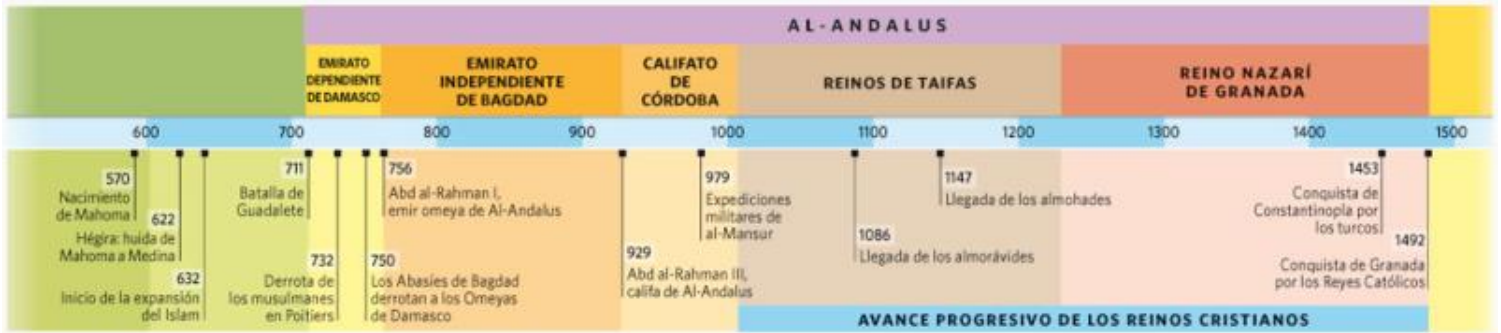 AL-ANDALUS
EMIRATO
DEPENDIENTE
DE DAMASCO
EMIRATO
INDEPENDIENTE
DE BAGDAD
CALIFATO
DE
CÓRDOBA
REINOS DE TAIFAS
REINO NAZARÍ
DE GRANADA
600 700 800 900 1000 1100 1200 1300 1400 1500
570
Nacimiento
de Mahoma
622
Hégira: huida de
Mahoma a Medina
632
Inicio de la expansión
del Islam
711
Batalla de
Guadalete
732
Derrota de
los musulmanes
en Poitiers
750
Los Abasíes de Bagdad
derrotan a los Omeyas
de Damasco
756
Abd al-Rahman I,
emir omeya de Al-Andalus
929
Abd al-Rahman III,
califa de Al-Andalus
979
Expediciones
militares de
al-Mansur
1086
Llegada de los almorávides
1147
Llegada de los almohades
1453
Conquista de
Constantinopla por
los turcos
1492
Conquista de Granada
por los Reyes Católicos
AVANCE PROGRESIVO DE LOS REINOS CRISTIANOS